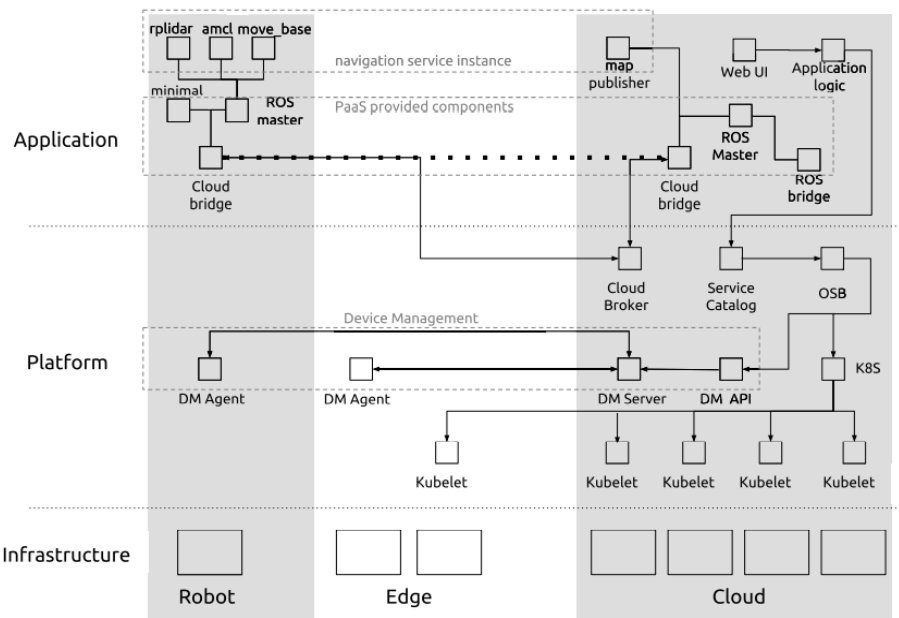 rplidar amcl move_base
navigation service instance
map
publisher
Web UI
Application
logic
minimal
ROS
master
PaaS provided components
Application
ROS
Master
Cloud
bridge
Cloud
bridge
ROS
bridge
Cloud
Broker
Service
Catalog
OSB
Device Management
Platform
K8S
DM Agent
DM Agent
DM Server
DM API
Kubelet
Kubelet
Kubelet
Kubelet
Kubelet
Infrastructure
Robot
Edge
Cloud